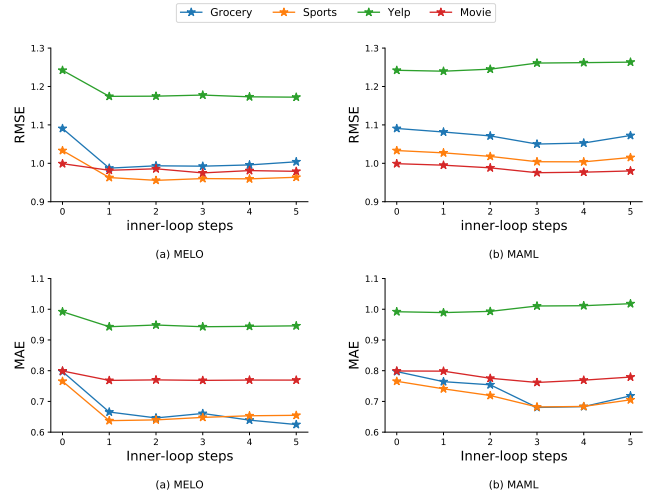 Grocery Sports Yelp Movie
1.3
1.2
1.1
1.0
0.9
RMSE
0 1 2 3 4 5
inner-loop steps
(a) MELO
1.3
1.2
1.1
1.0
0.9
RMSE
0 1 2 3 4 5
inner-loop steps
(b) MAML
1.1
1.0
0.9
0.8
0.7
0.6
MAE
0 1 2 3 4 5
Inner-loop steps
(a) MELO
1.1
1.0
0.9
0.8
0.7
0.6
MAE
0 1 2 3 4 5
Inner-loop steps
(b) MAML